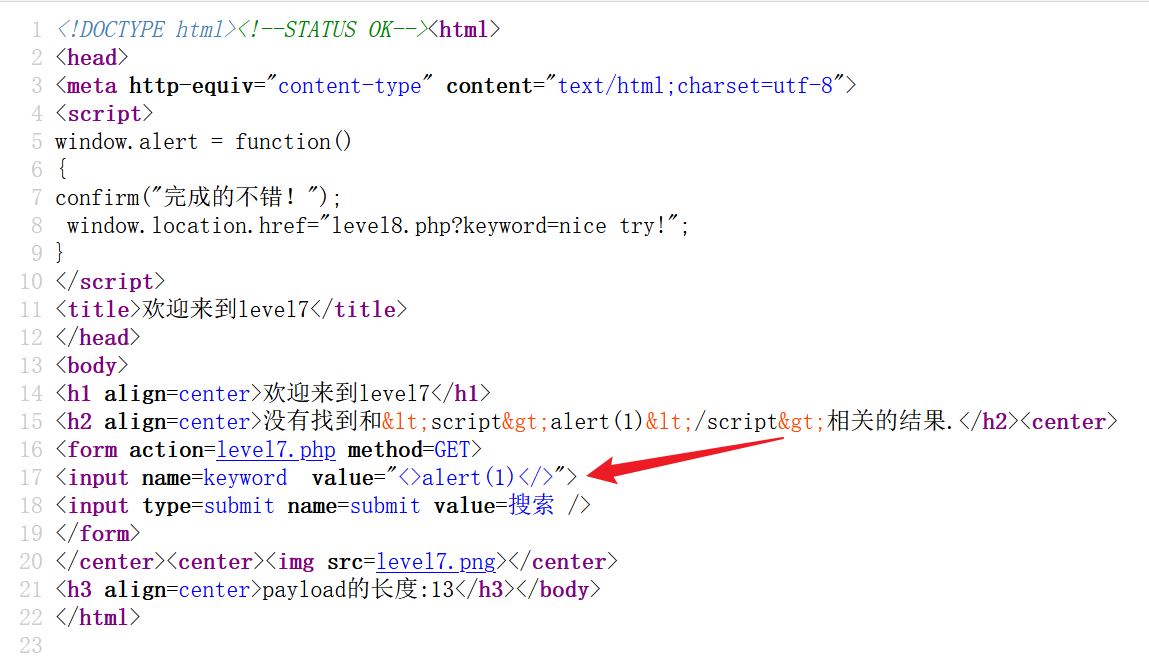 1 <!DOCTYPE html><!--STATUS OK--><html>
2 <head>
3 <meta http-equiv="content-type" content="text/html;charset=utf-8">
4 <script>
5 window.alert = function()
6 {
7 confirm("完成的不错！");
8  window.location.href="level8.php?keyword=nice try!";
9 }
10 </script>
11 <title>欢迎来到level7</title>
12 </head>
13 <body>
14 <h1 align=center>欢迎来到level7</h1>
15 <h2 align=center>没有找到和&lt;script&gt;alert(1)&lt;/script&gt;相关的结果.</h2><center>
16 <form action=level7.php method=GET>
17 <input name=keyword  value="<>alert(1)</>">
18 <input type=submit name=submit value=搜索 />
19 </form>
20 </center><center><img src=level7.png></center>
21 <h3 align=center>payload的长度:13</h3></body>
22 </html>
23